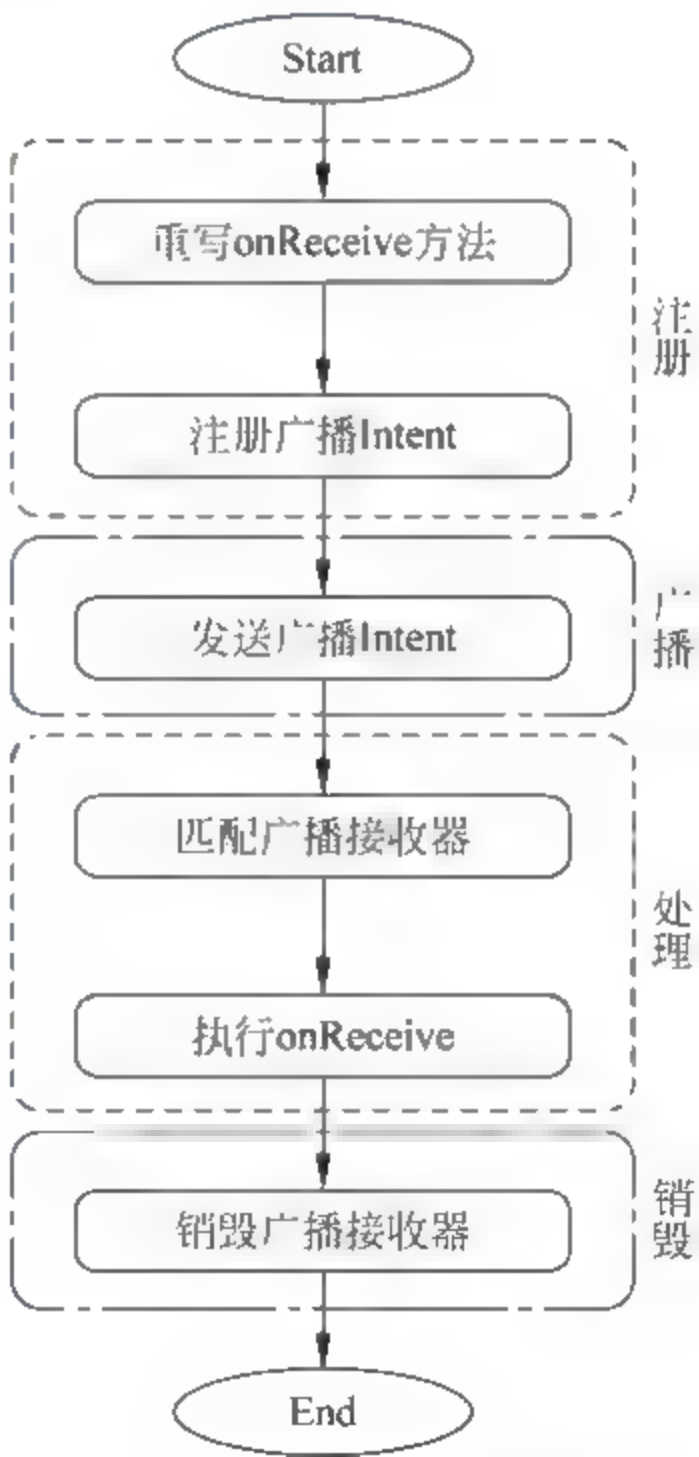 Start
重写onReceive方法
注册广播Intent
注册
发送广播Intent
广播
匹配广播接收器
执行onReceive
处理
销毁广播接收器
销毁
End